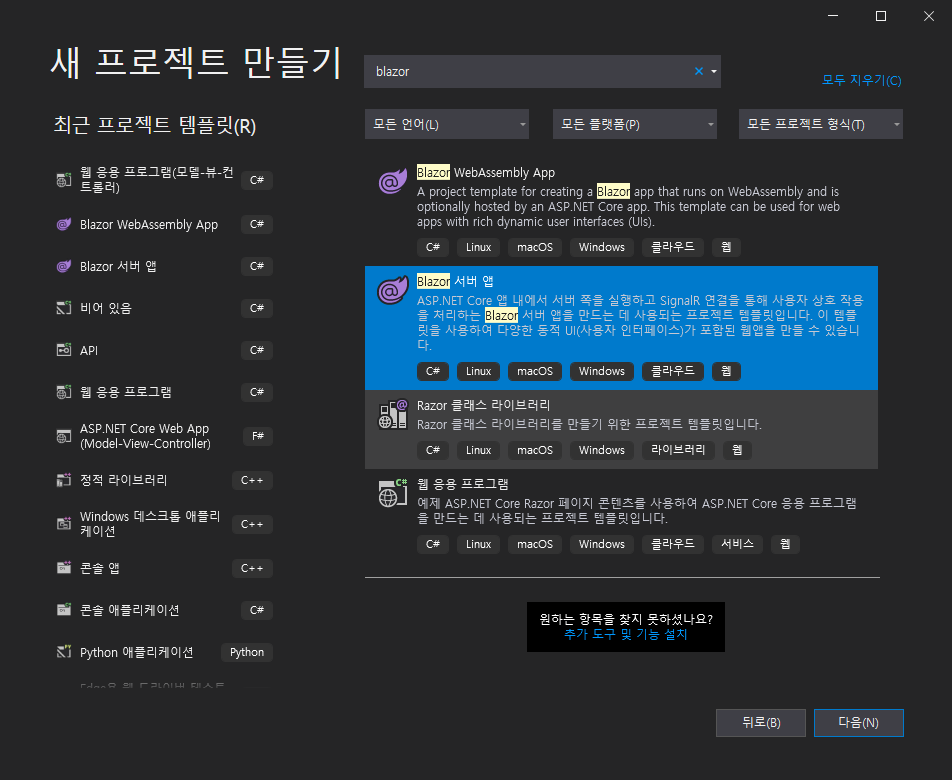 새 프로젝트 만들기
blazor
모두 지우기(C)
최근 프로젝트 템플릿(R)
모든 언어(L)
모든 플랫폼(P)
모든 프로젝트 형식(T)
웹 응용 프로그램(모델-뷰-컨
트롤러)
C#
Blazor WebAssembly App
C#
Blazor 서버 앱
C#
비어 있음
C#
API
C#
웹 응용 프로그램
C#
ASP.NET Core Web App
(Model-View-Controller)
F#
정적 라이브러리
C++
Windows 데스크톱 애플리
케이션
C++
콘솔 앱
C++
콘솔 애플리케이션
C#
Python 애플리케이션
Python
Edge용 웹 드라이버 테스트
Blazor WebAssembly App
A project template for creating a Blazor app that runs on WebAssembly and is
optionally hosted by an ASP.NET Core app. This template can be used for web
apps with rich dynamic user interfaces (UIs).
C# Linux macOS Windows 클라우드 웹
Blazor 서버 앱
ASP.NET Core 앱 내에서 서버 쪽을 실행하고 SignalR 연결을 통해 사용자 상호 작용
을 처리하는 Blazor 서버 앱을 만드는 데 사용되는 프로젝트 템플릿입니다. 이 템플
릿을 사용하여 다양한 동적 UI(사용자 인터페이스)가 포함된 웹앱을 만들 수 있습니
다.
C# Linux macOS Windows 클라우드 웹
Razor 클래스 라이브러리
Razor 클래스 라이브러리를 만들기 위한 프로젝트 템플릿입니다.
C# Linux macOS Windows 라이브러리 웹
웹 응용 프로그램
예제 ASP.NET Core Razor 페이지 콘텐츠를 사용하여 ASP.NET Core 응용 프로그램
을 만드는 데 사용되는 프로젝트 템플릿입니다.
C# Linux macOS Windows 클라우드 서비스 웹
원하는 항목을 찾지 못하셨나요?
추가 도구 및 기능 설치
뒤로(B)
다음(N)